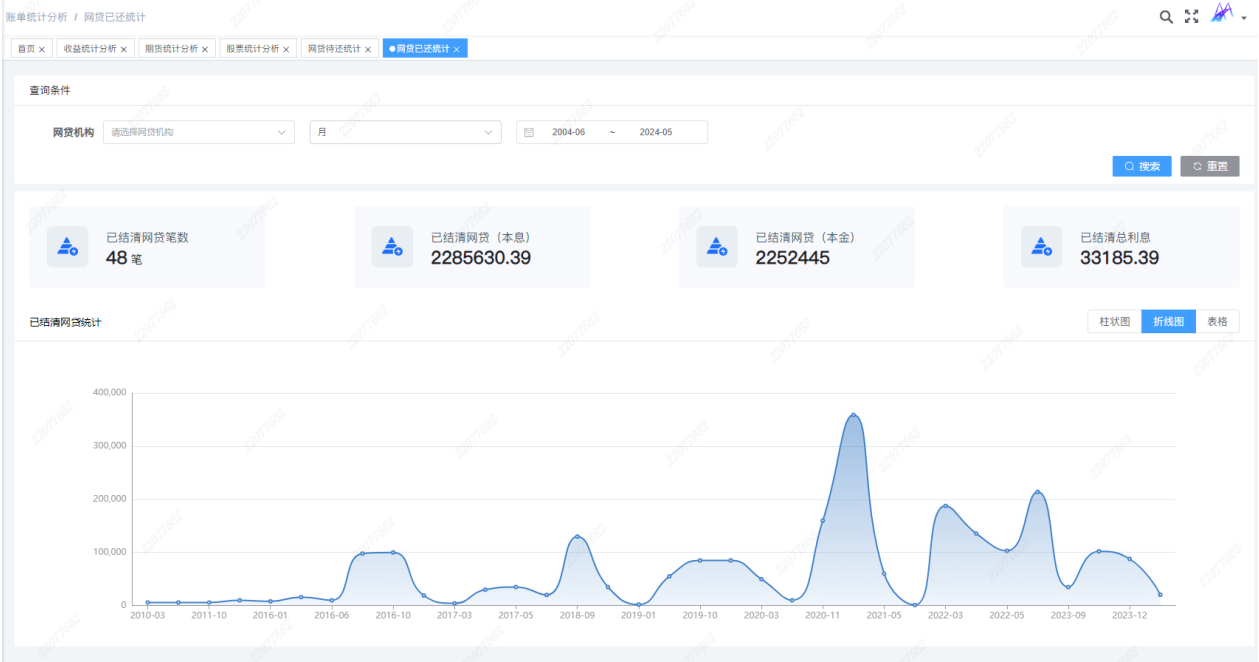 账单统计分析 / 网贷已还统计
首页 × 收益统计分析 × 期货统计分析 × 股票统计分析 × 网贷待还统计 × 网贷已还统计 ×
查询条件
网贷机构 请选择网贷机构 月 2004-06 ~ 2024-05
搜索 重置
已结清网贷笔数 已结清网贷（本息） 已结清网贷（本金） 已结清总利息
48 笔 2285630.39 2252445 33185.39
已结清网贷统计 柱状图 折线图 表格
400,000
300,000
200,000
100,000
0
2010-03 2011-10 2016-01 2016-06 2016-10 2017-03 2017-05 2018-09 2019-01 2019-10 2020-03 2020-11 2021-05 2022-03 2022-05 2023-09 2023-12
22077662